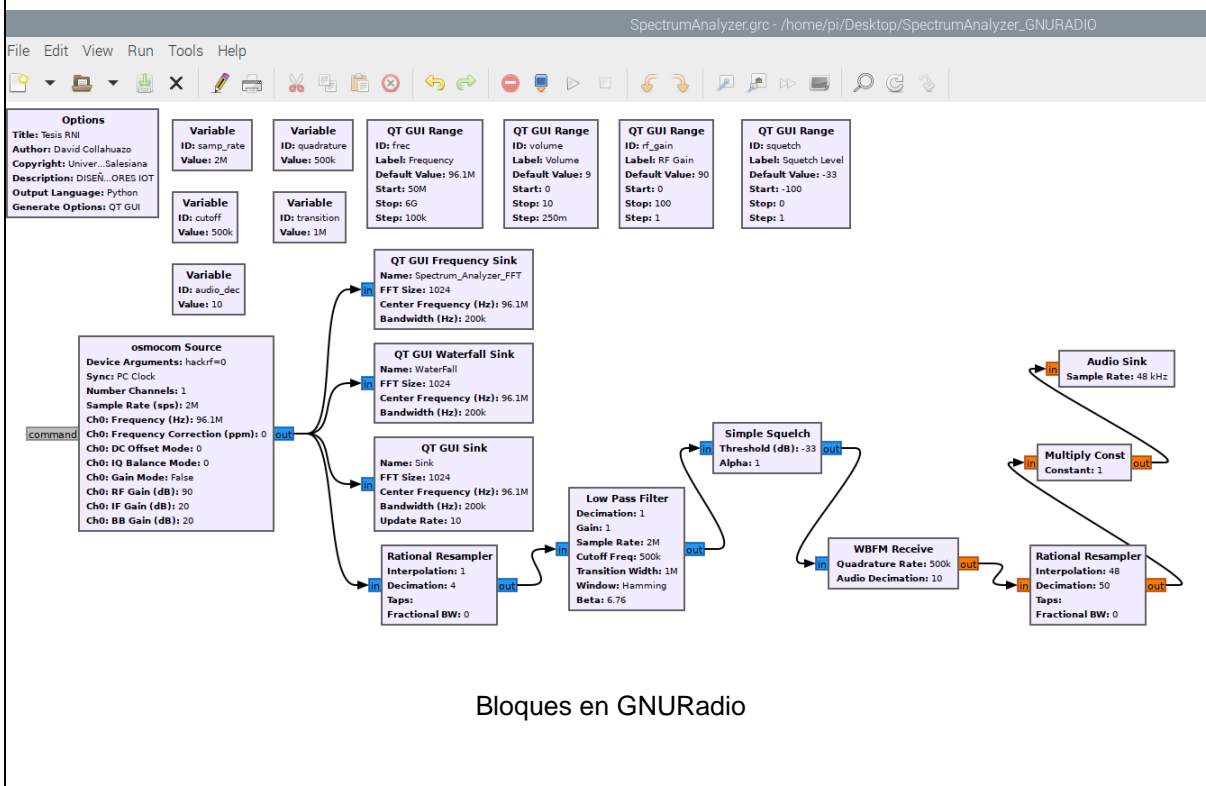 SpectrumAnalyzer.grc - /home/pi/Desktop/SpectrumAnalyzer_GNURADIO
File Edit View Run Tools Help
Options
Title: Tesis RNI
Author: David Collahuazo
Copyright: Univer...Salesiana
Description: DISEÑ...ORES IOT
Output Language: Python
Generate Options: QT GUI
Variable
ID: samp_rate
Value: 2M
Variable
ID: quadrature
Value: 500k
QT GUI Range
ID: frec
Label: Frequency
Default Value: 96.1M
Start: 50M
Stop: 6G
Step: 100k
QT GUI Range
ID: volume
Label: Volume
Default Value: 9
Start: 0
Stop: 10
Step: 250m
QT GUI Range
ID: rf_gain
Label: RF Gain
Default Value: 90
Start: 0
Stop: 100
Step: 1
QT GUI Range
ID: squetch
Label: Squetch Level
Default Value: -33
Start: -100
Stop: 0
Step: 1
Variable
ID: cutoff
Value: 500k
Variable
ID: transition
Value: 1M
Variable
ID: audio_dec
Value: 10
QT GUI Frequency Sink
Name: Spectrum_Analyzer_FFT
FFT Size: 1024
Center Frequency (Hz): 96.1M
Bandwidth (Hz): 200k
in
osmocom Source
Device Arguments: hackrf=0
Sync: PC Clock
Number Channels: 1
Sample Rate (sps): 2M
Ch0: Frequency (Hz): 96.1M
Ch0: Frequency Correction (ppm): 0
Ch0: DC Offset Mode: 0
Ch0: IQ Balance Mode: 0
Ch0: Gain Mode: False
Ch0: RF Gain (dB): 90
Ch0: IF Gain (dB): 20
Ch0: BB Gain (dB): 20
command
out
QT GUI Waterfall Sink
Name: WaterFall
FFT Size: 1024
Center Frequency (Hz): 96.1M
Bandwidth (Hz): 200k
in
QT GUI Sink
Name: Sink
FFT Size: 1024
Center Frequency (Hz): 96.1M
Bandwidth (Hz): 200k
Update Rate: 10
in
Rational Resampler
Interpolation: 1
Decimation: 4
Taps:
Fractional BW: 0
in
out
Low Pass Filter
Decimation: 1
Gain: 1
Sample Rate: 2M
Cutoff Freq: 500k
Transition Width: 1M
Window: Hamming
Beta: 6.76
in
out
Simple Squelch
Threshold (dB): -33
Alpha: 1
in
out
WBFM Receive
Quadrature Rate: 500k
Audio Decimation: 10
in
out
Rational Resampler
Interpolation: 48
Decimation: 50
Taps:
Fractional BW: 0
in
out
Multiply Const
Constant: 1
in
out
Audio Sink
Sample Rate: 48 kHz
in
Bloques en GNURadio